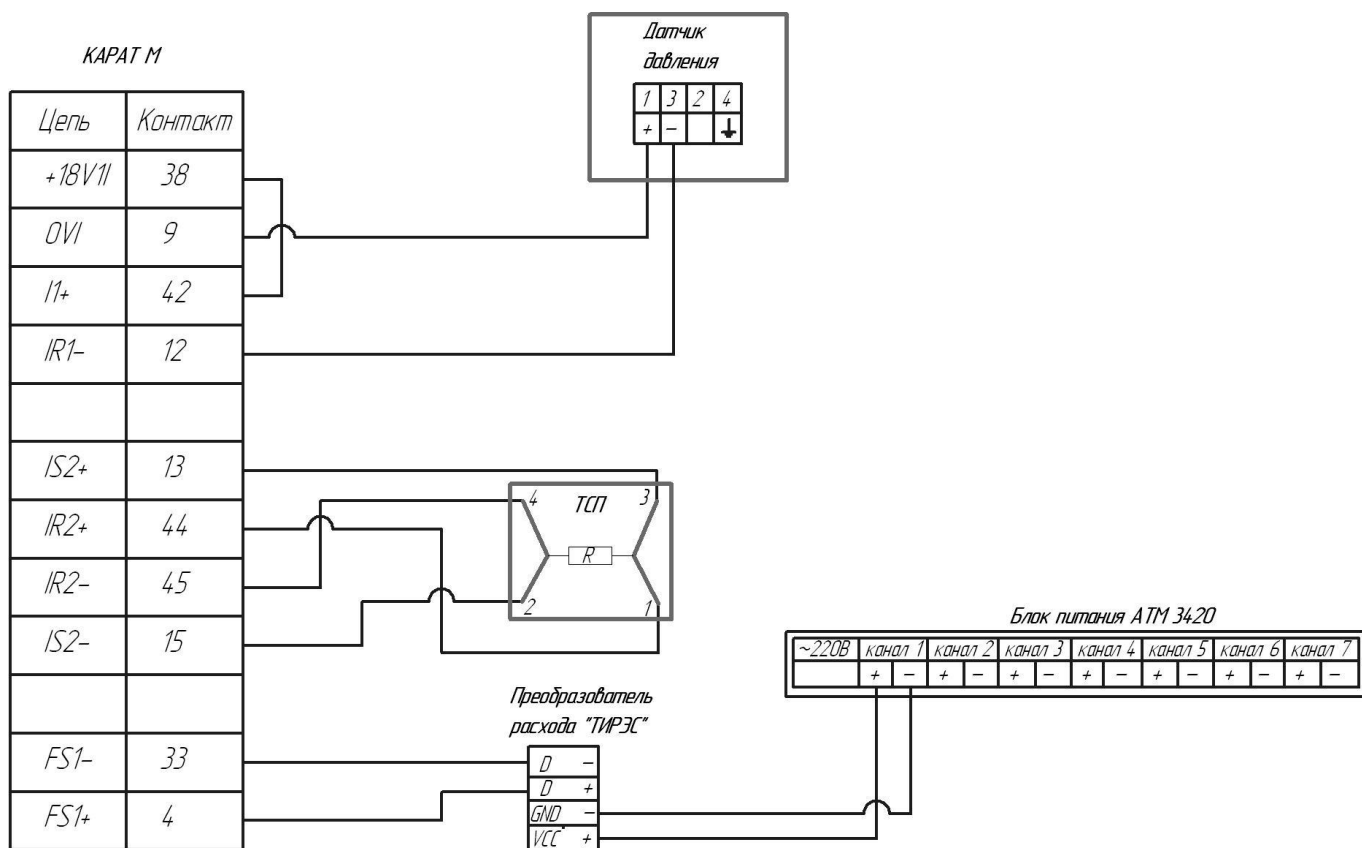 КАРАТ М
Цепь Контакт
+18V1I 38
0VI 9
I1+ 42
IR1– 12
IS2+ 13
IR2+ 44
IR2– 45
IS2– 15
FS1– 33
FS1+ 4
Датчик
давления
1 3 2 4
+ –
4 ТСП 3
R
2 1
Преобразователь
расхода "ТИРЭС"
D –
D +
GND –
VCC +
Блок питания АТМ 3420
~220В канал 1 канал 2 канал 3 канал 4 канал 5 канал 6 канал 7
+ – + – + – + – + – + – + –